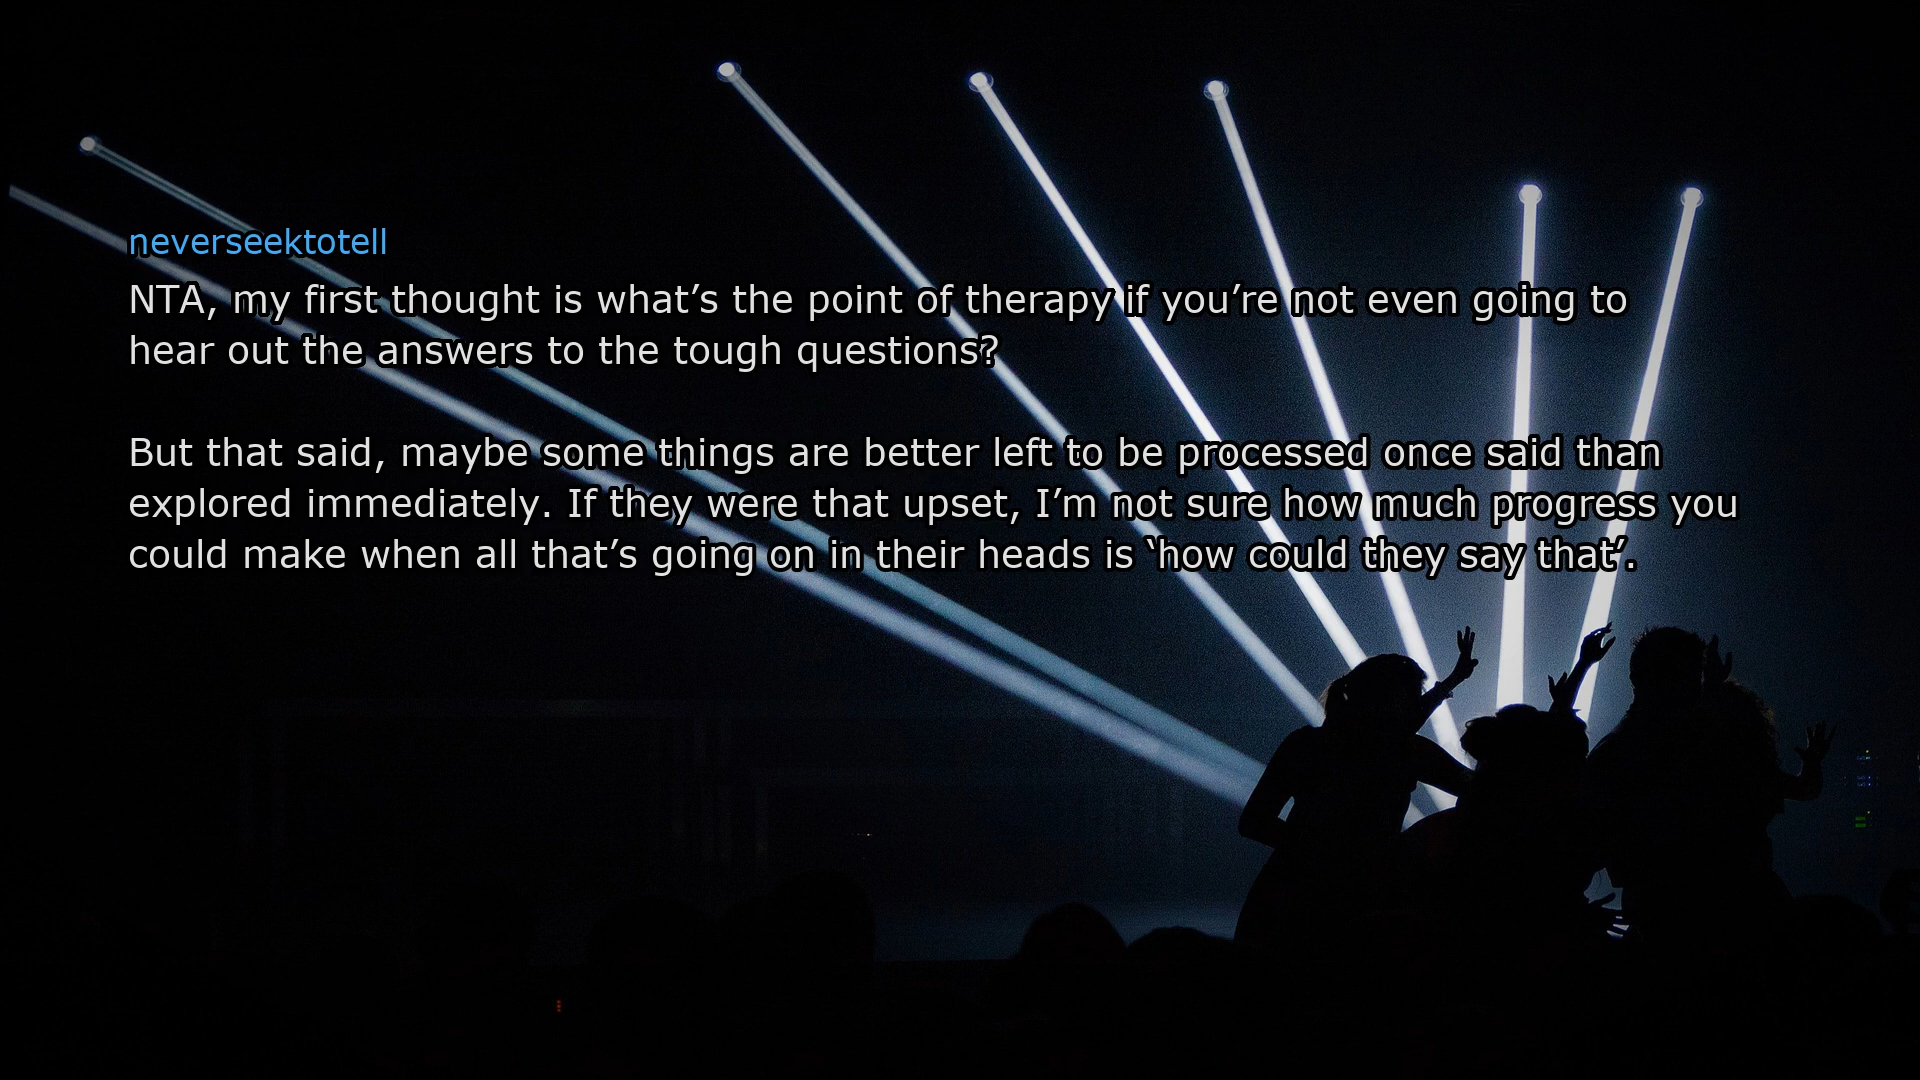 neverseektotell
NTA, my first thought is what’s the point of therapy if you’re not even going to
hear out the answers to the tough questions?
But that said, maybe some things are better left to be processed once said than
explored immediately. If they were that upset, I’m not sure how much progress you
could make when all that’s going on in their heads is ‘how could they say that’.